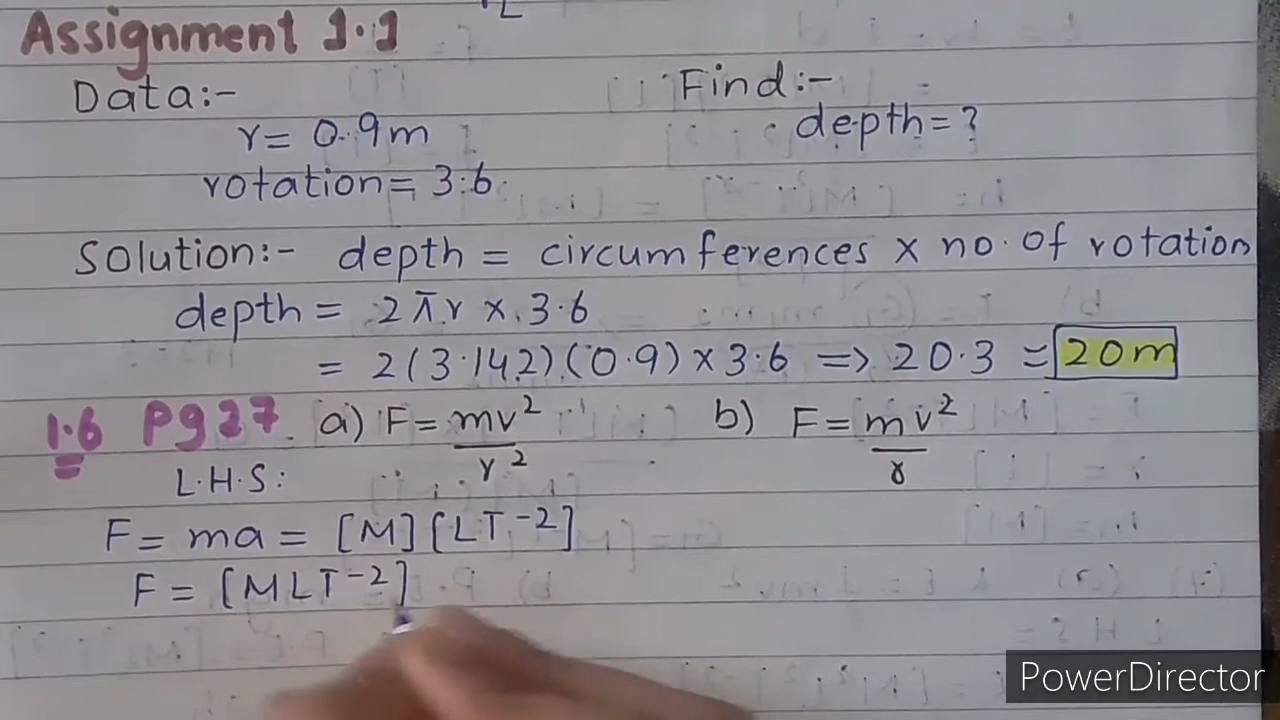 Assignment 1.1
Data:-
Find:-
r= 0.9m
depth=?
rotation= 3.6
Solution:- depth = circumferences x no. of rotation
depth = 2πr x 3.6
= 2(3.142)(0.9) x 3.6 => 20.3 = 20m
1.6 Pg27. a) F= mv²/r² b) F= mv²/r
L.H.S:
F= ma = [M][LT⁻²]
F= [MLT⁻²]
PowerDirector